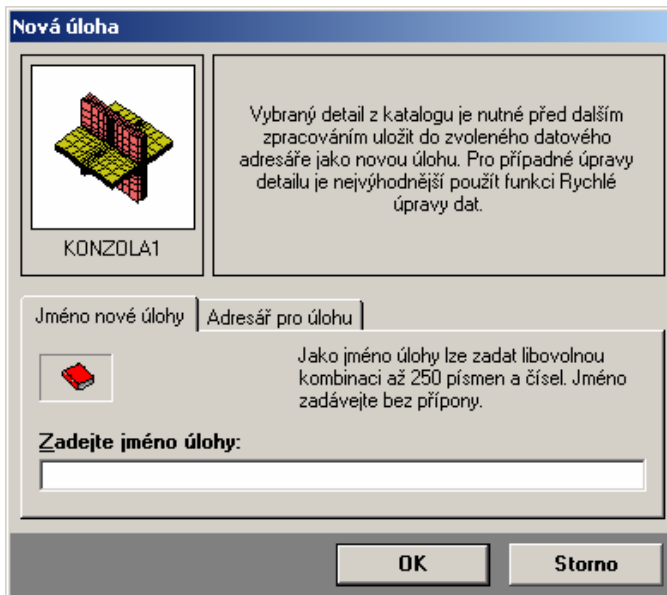 Nová úloha
KONZOLA1
Vybraný detail z katalogu je nutné před dalším
zpracováním uložit do zvoleného datového
adresáře jako novou úlohu. Pro případné úpravy
detailu je nejvýhodnější použít funkci Rychlé
úpravy dat.
Jméno nové úlohy
Adresář pro úlohu
Jako jméno úlohy lze zadat libovolnou
kombinaci až 250 písmen a čísel. Jméno
zadávejte bez přípony.
Zadejte jméno úlohy:
OK
Storno